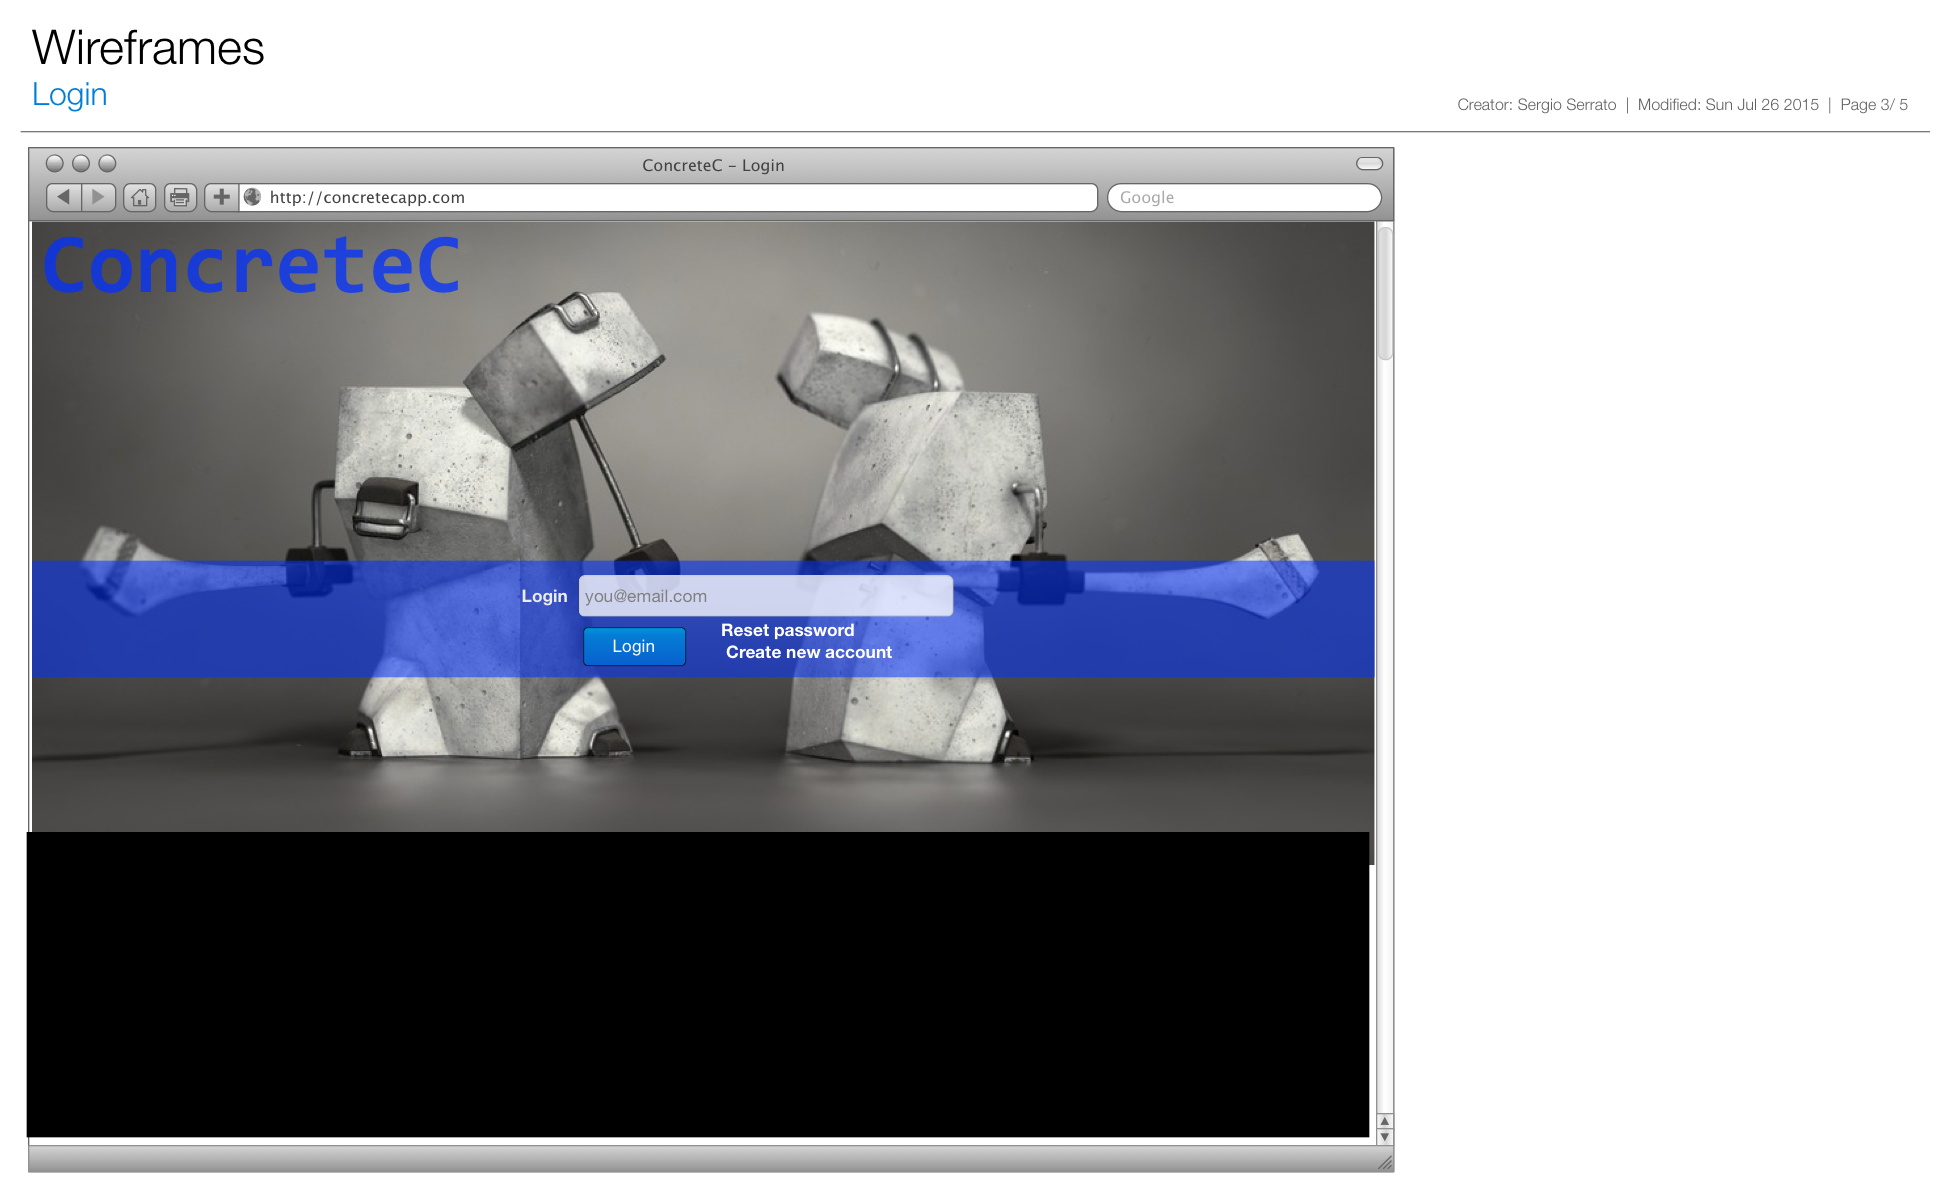 Wireframes
Login
Creator: Sergio Serrato | Modified: Sun Jul 26 2015 | Page 3/ 5
ConcreteC – Login
http://concretecapp.com
Google
ConcreteC
Login
you@email.com
Login
Reset password
Create new account